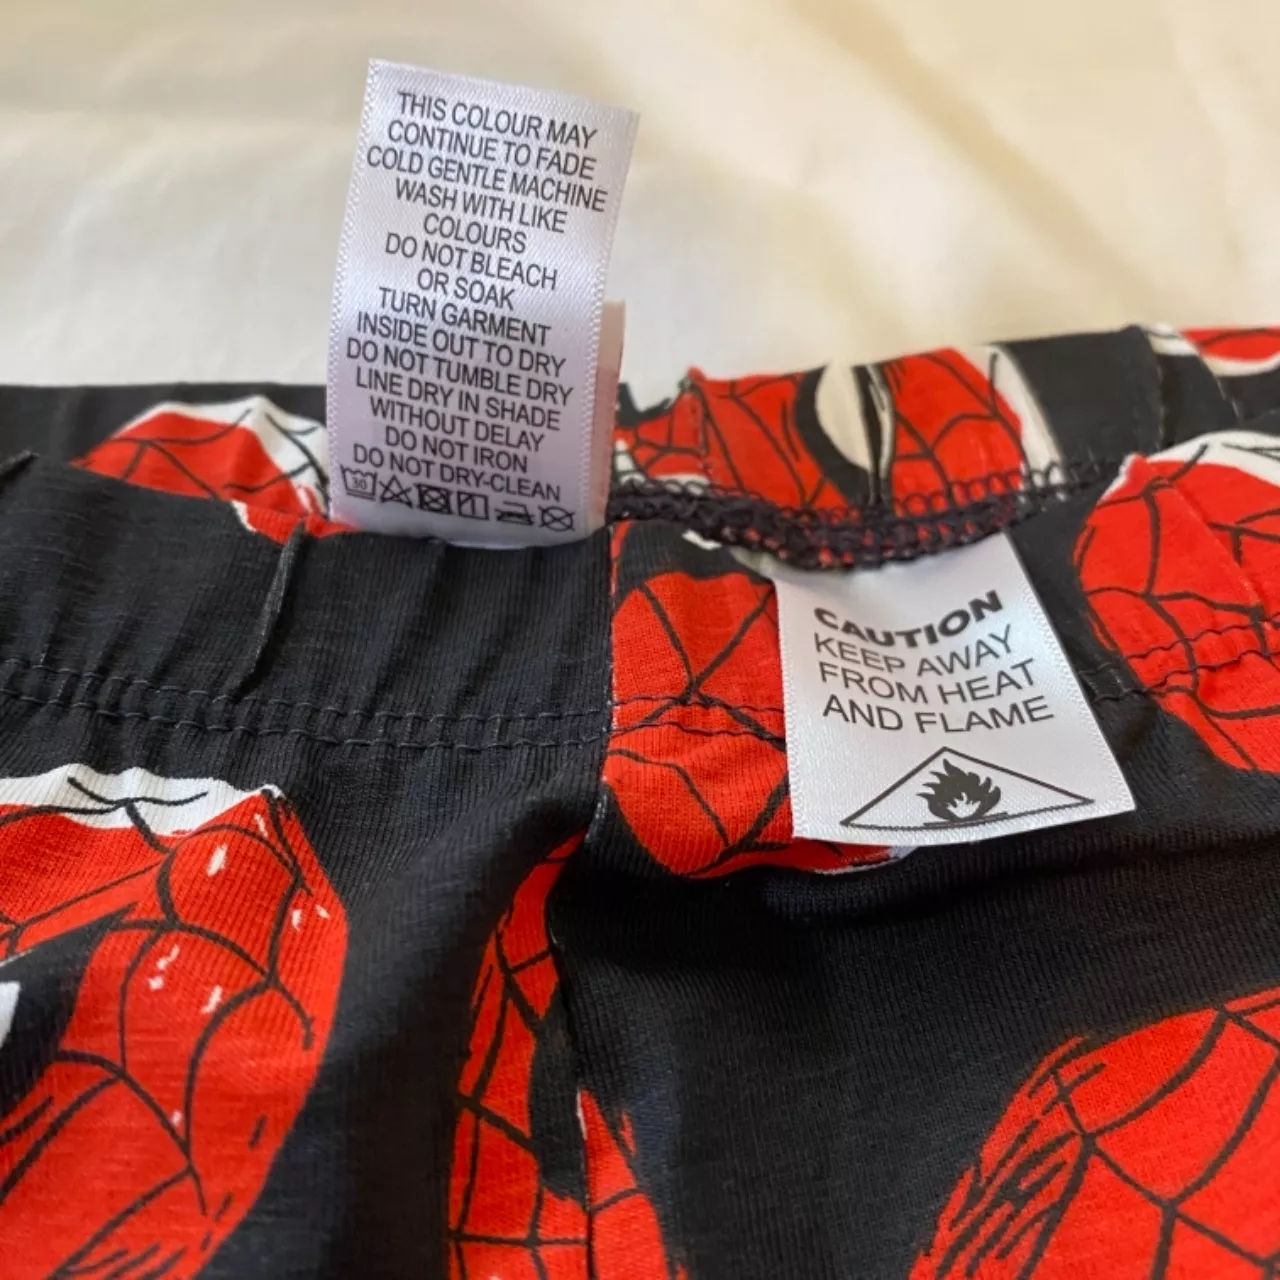 THIS COLOUR MAY
CONTINUE TO FADE
COLD GENTLE MACHINE
WASH WITH LIKE
COLOURS
DO NOT BLEACH
OR SOAK
TURN GARMENT
INSIDE OUT TO DRY
DO NOT TUMBLE DRY
LINE DRY IN SHADE
WITHOUT DELAY
DO NOT IRON
DO NOT DRY-CLEAN
30
CAUTION
KEEP AWAY
FROM HEAT
AND FLAME